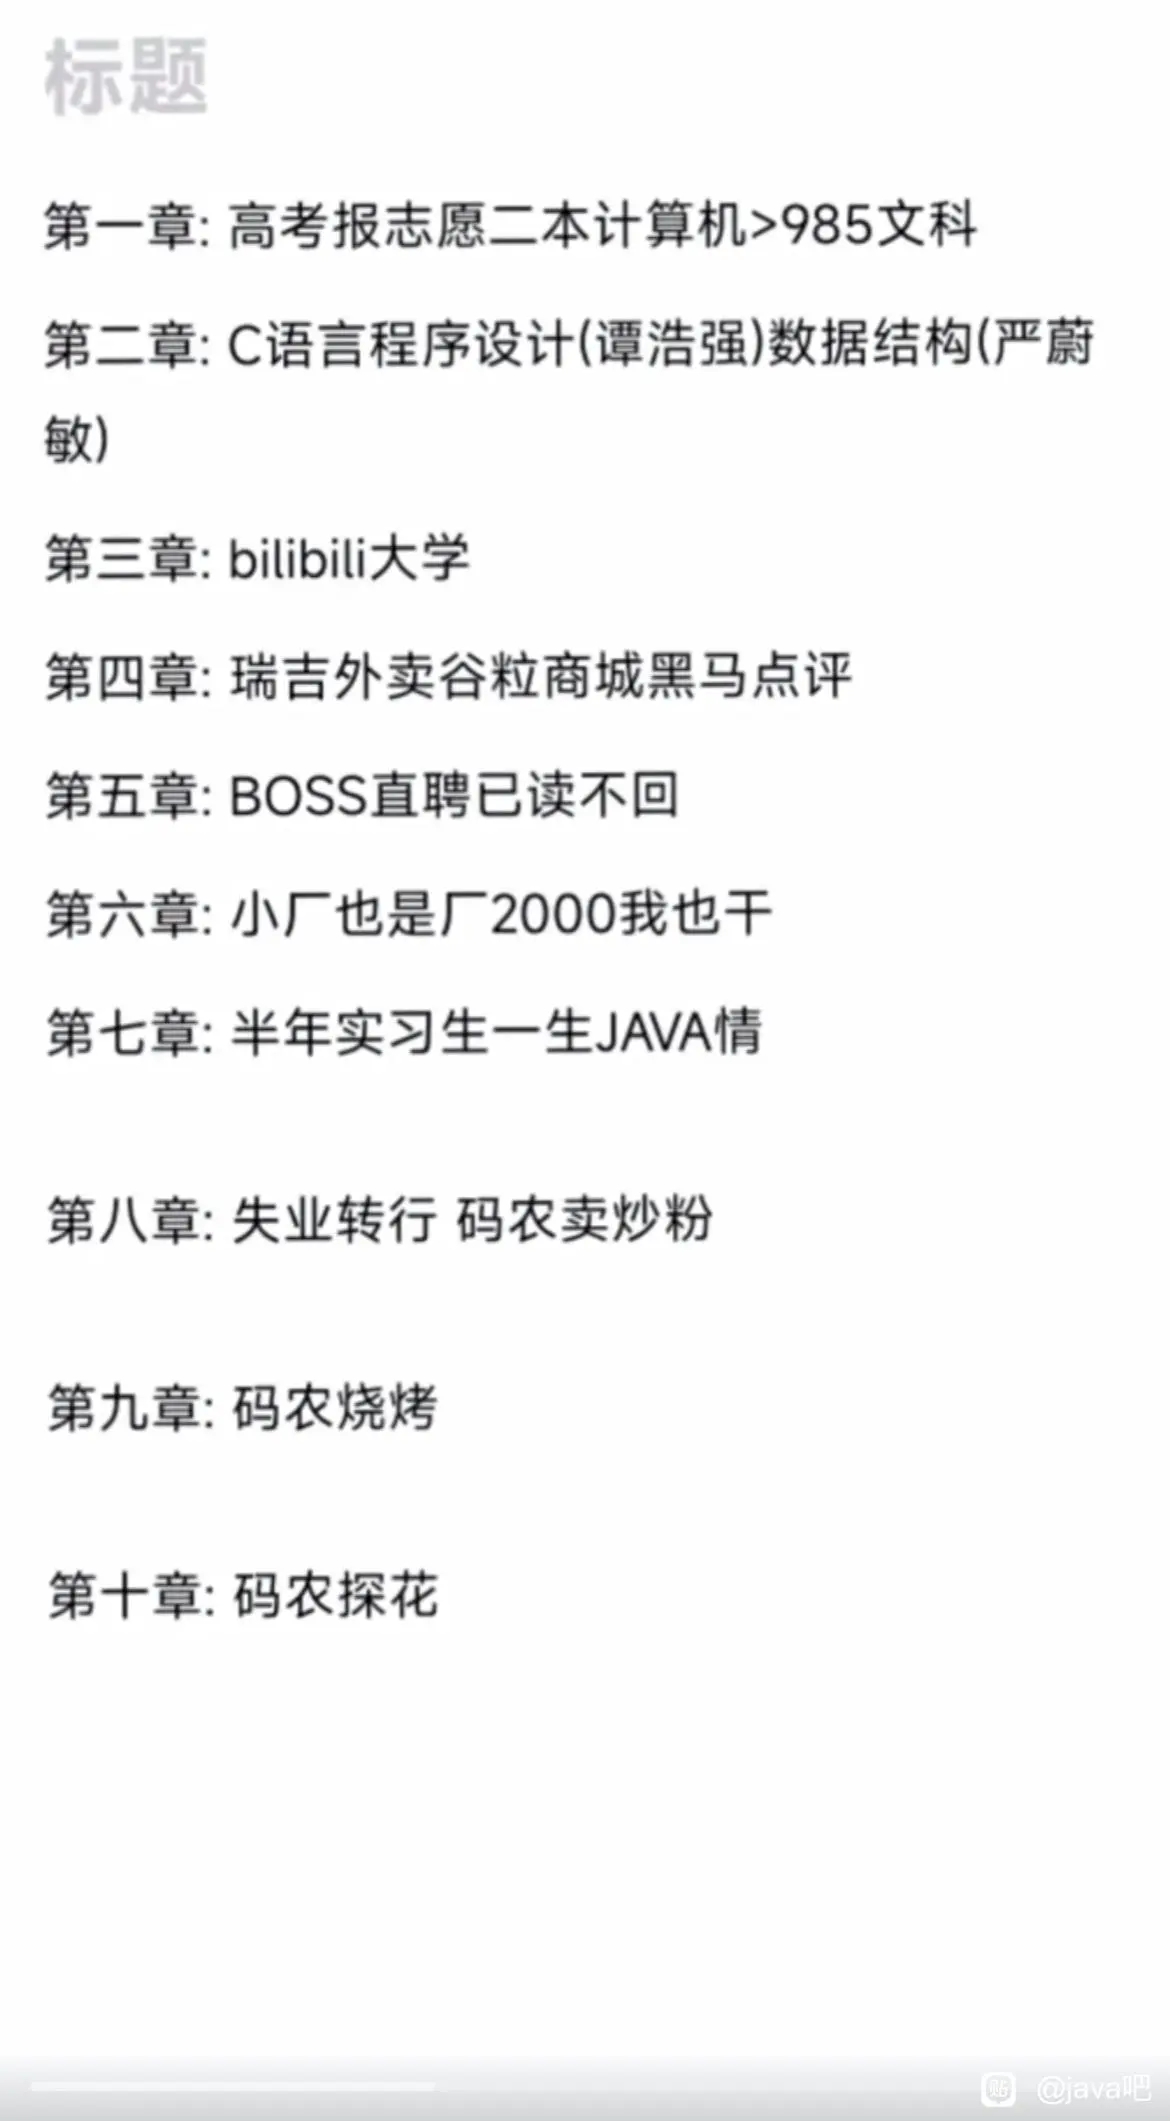 标题
第一章: 高考报志愿二本计算机>985文科
第二章: C语言程序设计(谭浩强)数据结构(严蔚
敏)
第三章: bilibili大学
第四章: 瑞吉外卖谷粒商城黑马点评
第五章: BOSS直聘已读不回
第六章: 小厂也是厂2000我也干
第七章: 半年实习生一生JAVA情
第八章: 失业转行 码农卖炒粉
第九章: 码农烧烤
第十章: 码农探花
贴 @java吧